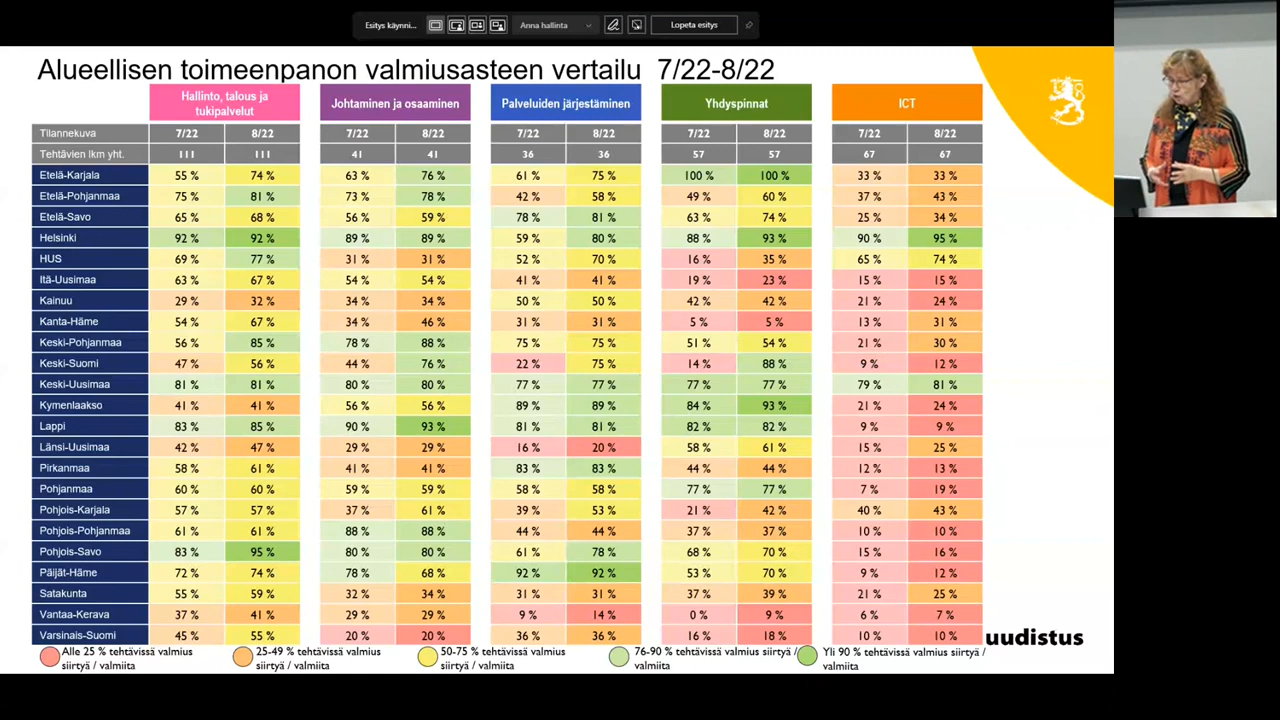 Esitys käynni...
Anna hallinta
Lopeta esitys
Alueellisen toimeenpanon valmiusasteen vertailu 7/22-8/22
Hallinto, talous ja
tukipalvelut
Johtaminen ja osaaminen
Palveluiden järjestäminen
Yhdyspinnat
ICT
Tilannekuva 7/22 8/22 7/22 8/22 7/22 8/22 7/22 8/22 7/22 8/22
Tehtävien lkm yht. 111 111 41 41 36 36 57 57 67 67
Etelä-Karjala 55 % 74 % 63 % 76 % 61 % 75 % 100 % 100 % 33 % 33 %
Etelä-Pohjanmaa 75 % 81 % 73 % 78 % 42 % 58 % 49 % 60 % 37 % 43 %
Etelä-Savo 65 % 68 % 56 % 59 % 78 % 81 % 63 % 74 % 25 % 34 %
Helsinki 92 % 92 % 89 % 89 % 59 % 80 % 88 % 93 % 90 % 95 %
HUS 69 % 77 % 31 % 31 % 52 % 70 % 16 % 35 % 65 % 74 %
Itä-Uusimaa 63 % 67 % 54 % 54 % 41 % 41 % 19 % 23 % 15 % 15 %
Kainuu 29 % 32 % 34 % 34 % 50 % 50 % 42 % 42 % 21 % 24 %
Kanta-Häme 54 % 67 % 34 % 46 % 31 % 31 % 5 % 5 % 13 % 31 %
Keski-Pohjanmaa 56 % 85 % 78 % 88 % 75 % 75 % 51 % 54 % 21 % 30 %
Keski-Suomi 47 % 56 % 44 % 76 % 22 % 75 % 14 % 88 % 9 % 12 %
Keski-Uusimaa 81 % 81 % 80 % 80 % 77 % 77 % 77 % 77 % 79 % 81 %
Kymenlaakso 41 % 41 % 56 % 56 % 89 % 89 % 84 % 93 % 21 % 24 %
Lappi 83 % 85 % 90 % 93 % 81 % 81 % 82 % 82 % 9 % 9 %
Länsi-Uusimaa 42 % 47 % 29 % 29 % 16 % 20 % 58 % 61 % 15 % 25 %
Pirkanmaa 58 % 61 % 41 % 41 % 83 % 83 % 44 % 44 % 12 % 13 %
Pohjanmaa 60 % 60 % 59 % 59 % 58 % 58 % 77 % 77 % 7 % 19 %
Pohjois-Karjala 57 % 57 % 37 % 61 % 39 % 53 % 21 % 42 % 40 % 43 %
Pohjois-Pohjanmaa 61 % 61 % 88 % 88 % 44 % 44 % 37 % 37 % 10 % 10 %
Pohjois-Savo 83 % 95 % 80 % 80 % 61 % 78 % 68 % 70 % 15 % 16 %
Päijät-Häme 72 % 74 % 78 % 68 % 92 % 92 % 53 % 70 % 9 % 12 %
Satakunta 55 % 59 % 32 % 34 % 31 % 31 % 37 % 39 % 21 % 25 %
Vantaa-Kerava 37 % 41 % 29 % 29 % 9 % 14 % 0 % 9 % 6 % 7 %
Varsinais-Suomi 45 % 55 % 20 % 20 % 36 % 36 % 16 % 18 % 10 % 10 %
uudistus
Alle 25 % tehtävissä valmius
siirtyä / valmiita
25-49 % tehtävissä valmius
siirtyä / valmiita
50-75 % tehtävissä valmius
siirtyä / valmiita
76-90 % tehtävissä valmius siirtyä /
valmiita
Yli 90 % tehtävissä valmius siirtyä /
valmiita